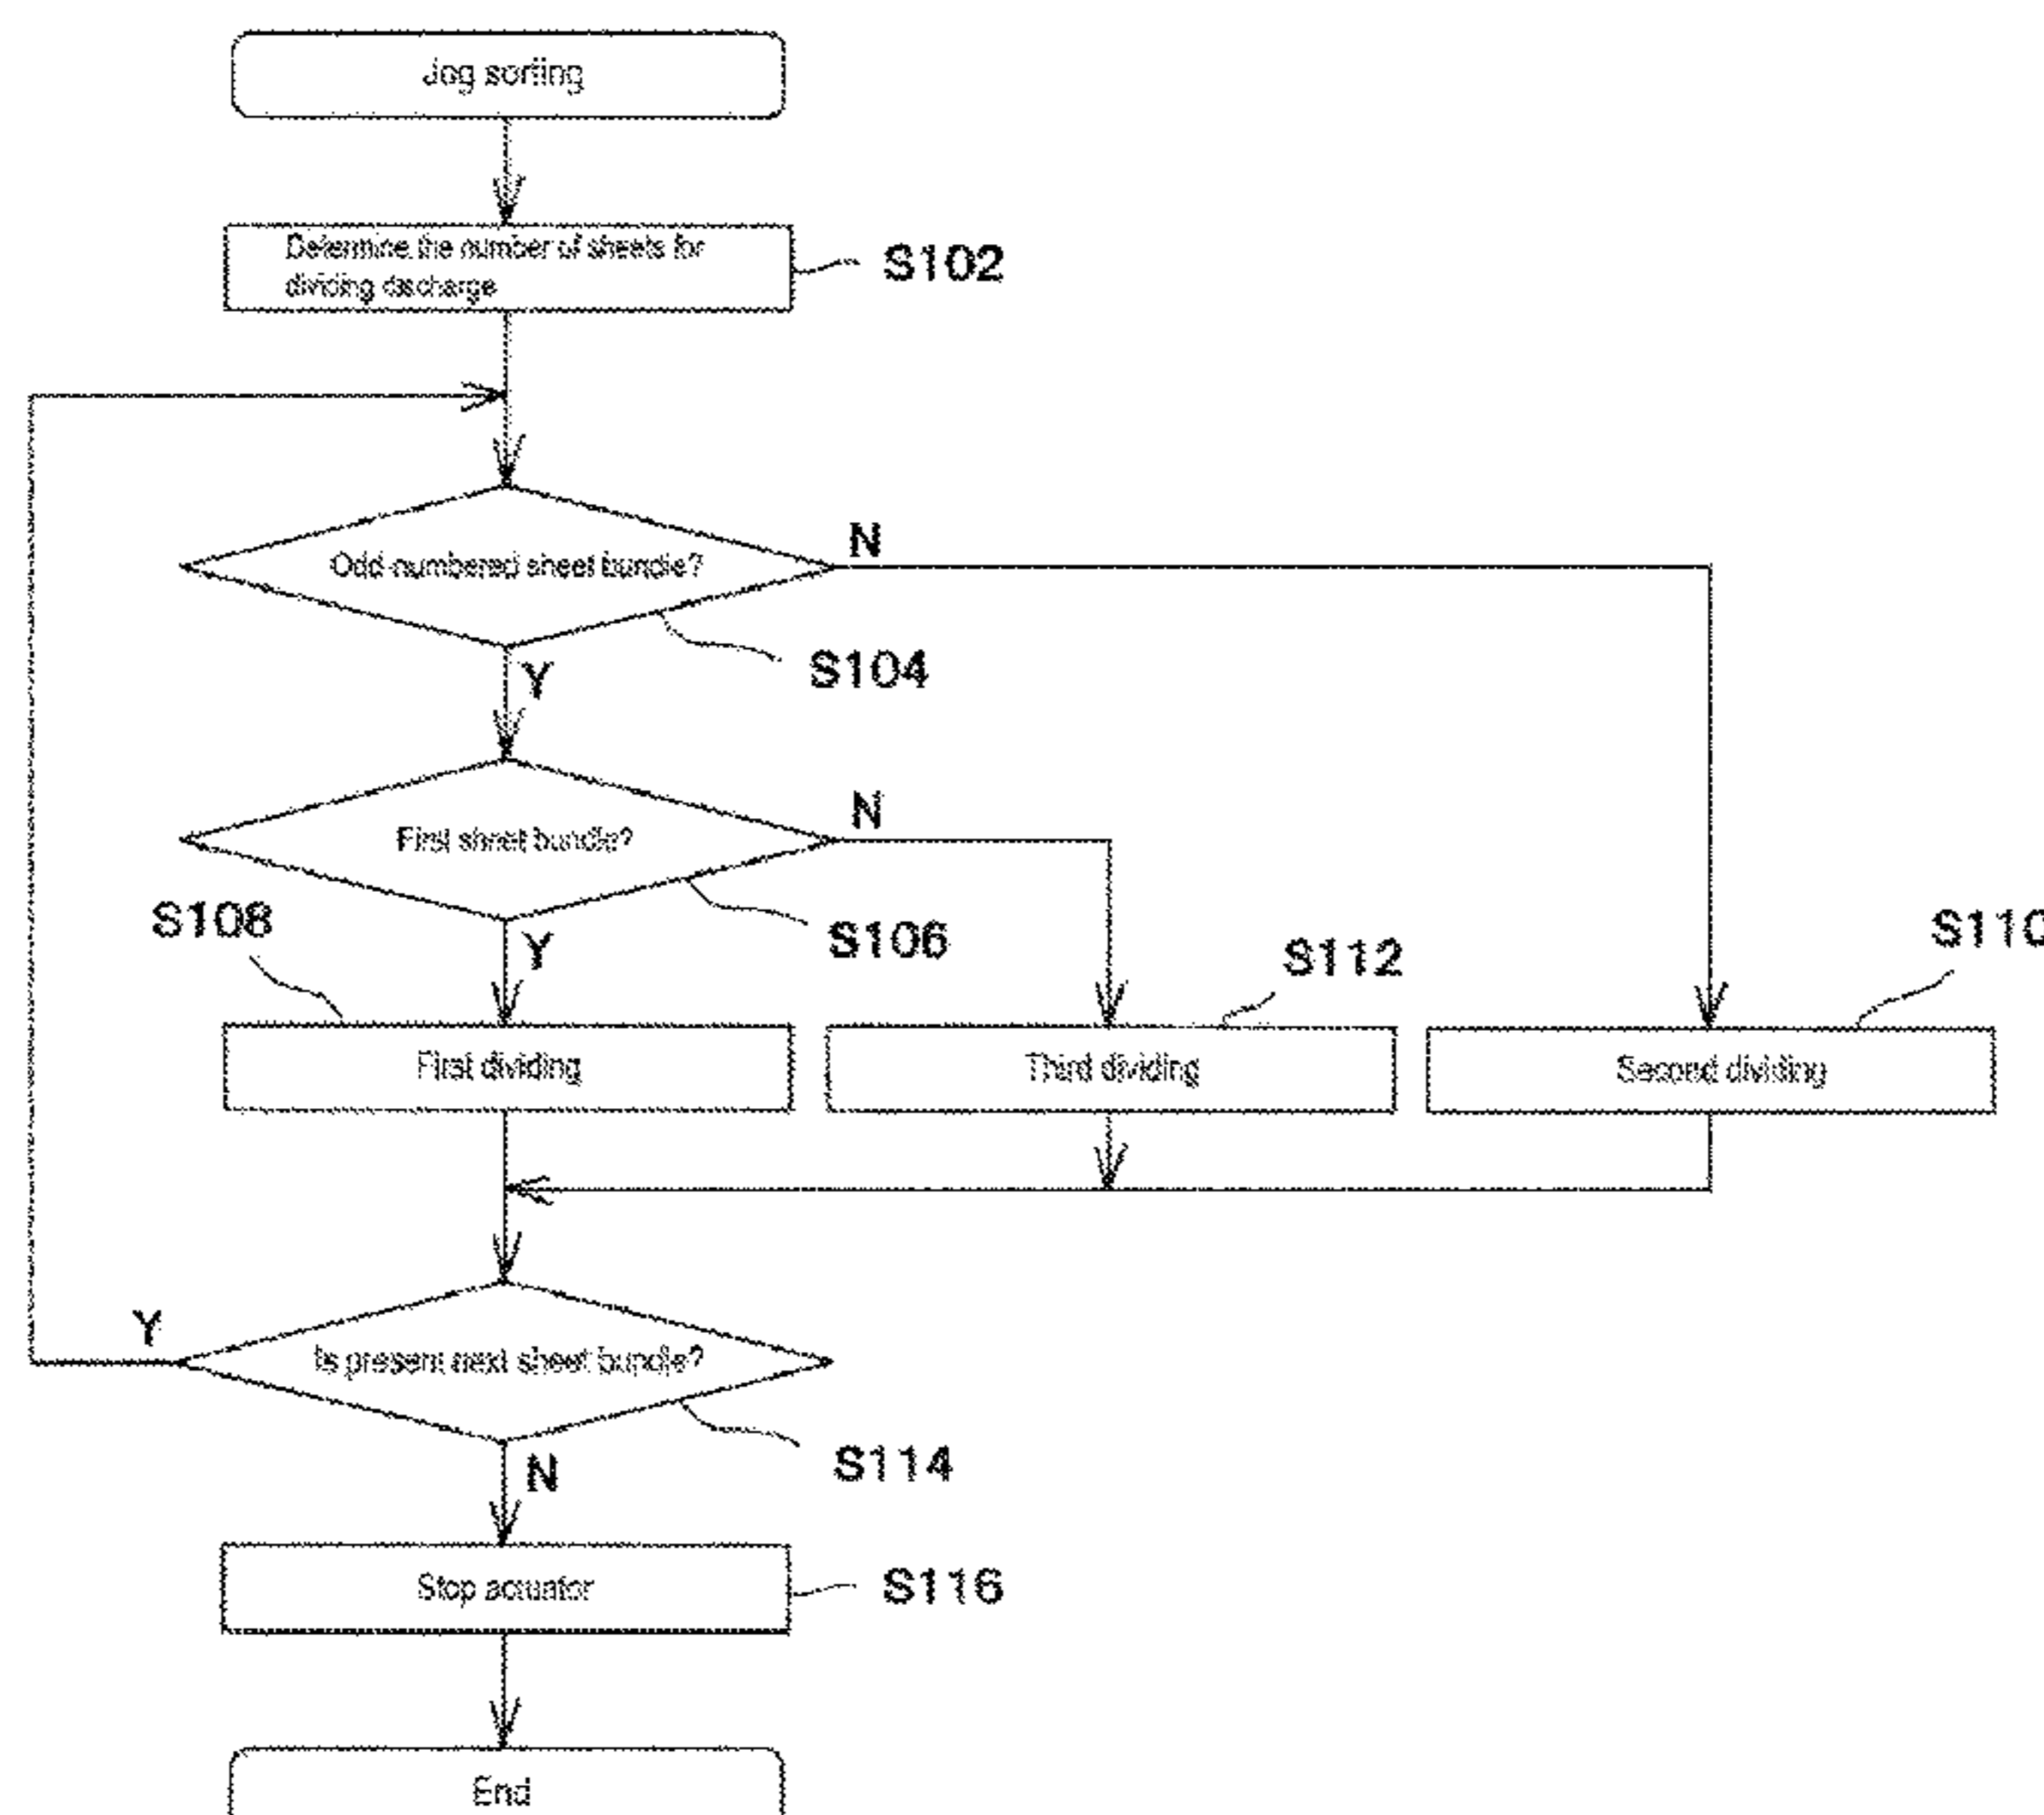 Jog sorting
Determine the number of sheets for
dividing discharge
S102
Odd-numbered sheet bundle?
N
S104
Y
First sheet bundle?
N
S106
Y
S108
S112
S110
First dividing
Third dividing
Second dividing
Is present next sheet bundle?
Y
S114
N
Stop actuator
S116
End